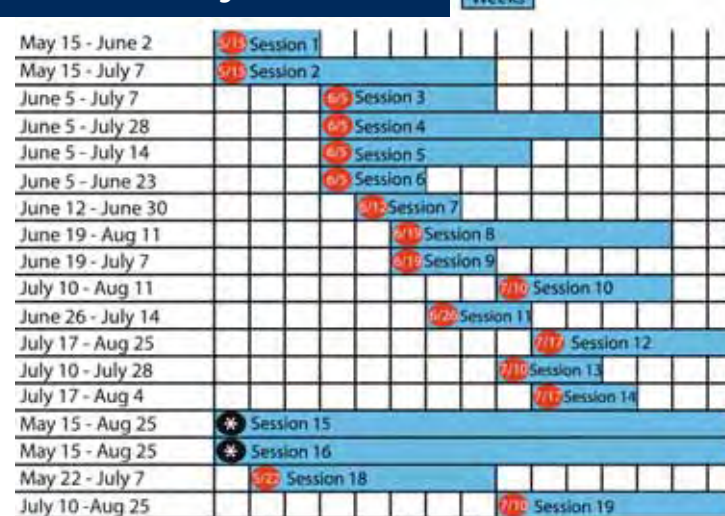 Weeks
May 15 - June 2 5/15 Session 1
May 15 - July 7 5/15 Session 2
June 5 - July 7 6/5 Session 3
June 5 - July 28 6/5 Session 4
June 5 - July 14 6/5 Session 5
June 5 - June 23 6/5 Session 6
June 12 - June 30 6/12 Session 7
June 19 - Aug 11 6/19 Session 8
June 19 - July 7 6/19 Session 9
July 10 - Aug 11 7/10 Session 10
June 26 - July 14 6/26 Session 11
July 17 - Aug 25 7/17 Session 12
July 10 - July 28 7/10 Session 13
July 17 - Aug 4 7/17 Session 14
May 15 - Aug 25 * Session 15
May 15 - Aug 25 * Session 16
May 22 - July 7 5/22 Session 18
July 10 -Aug 25 7/10 Session 19